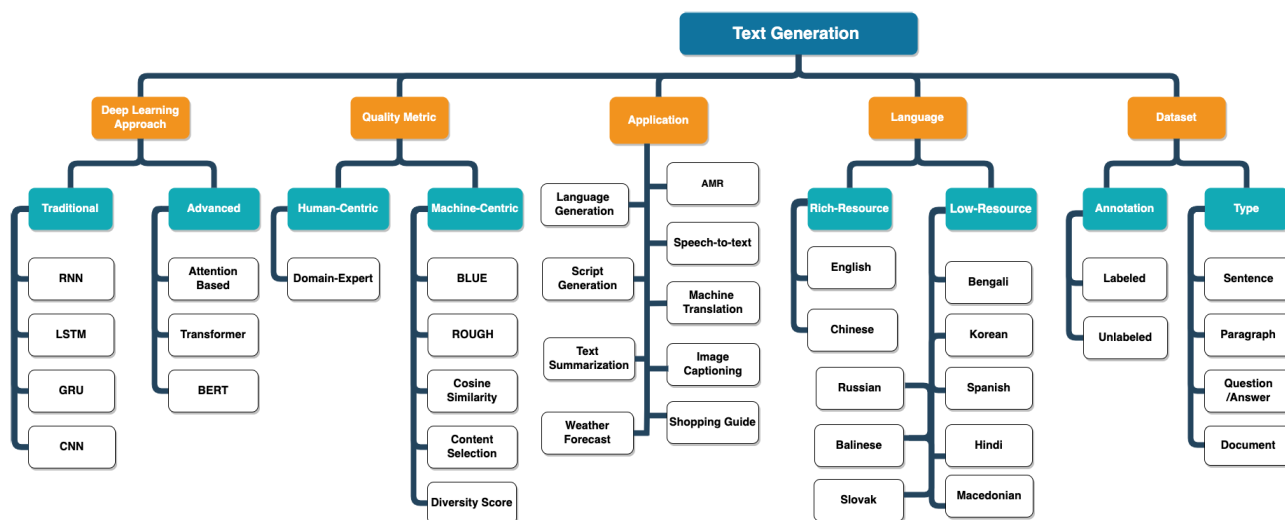 Text Generation
Deep Learning
Approach
Quality Metric
Application
Language
Dataset
Traditional
Advanced
Human-Centric
Machine-Centric
Language
Generation
AMR
Rich-Resource
Low-Resource
Annotation
Type
RNN
Attention
Based
Domain-Expert
BLUE
Script
Generation
Speech-to-text
English
Bengali
Labeled
Sentence
LSTM
Transformer
ROUGH
Machine
Translation
Chinese
Korean
Unlabeled
Paragraph
GRU
BERT
Cosine
Similarity
Text
Summarization
Image
Captioning
Russian
Spanish
Question
/Answer
CNN
Content
Selection
Weather
Forecast
Shopping Guide
Balinese
Hindi
Document
Diversity Score
Slovak
Macedonian